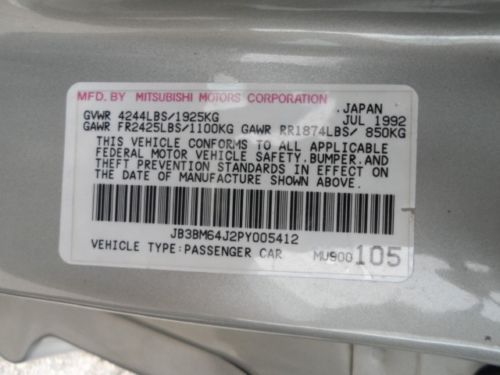 MFD. BY MITSUBISHI MOTORS CORPORATION
.JAPAN
GVWR 4244LBS/1925KG JUL 1992
GAWR FR2425LBS/1100KG GAWR RR1874LBS/ 850KG
THIS VEHICLE CONFORMS TO ALL APPLICABLE
FEDERAL MOTOR VEHICLE SAFETY.BUMPER.AND
THEFT PREVENTION STANDARDS IN EFFECT ON
THE DATE OF MANUFACTURE SHOWN ABOVE.
JB3BM64J2PY005412
VEHICLE TYPE:PASSENGER CAR MU900105